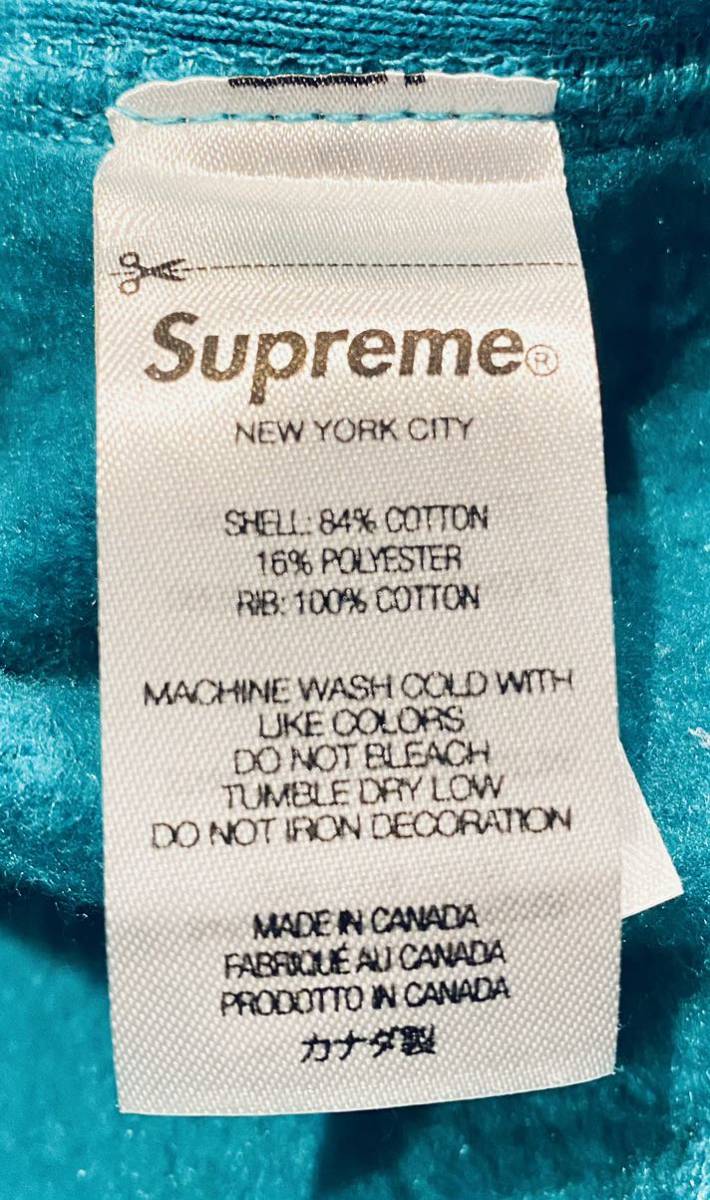 Supreme®
NEW YORK CITY
SHELL: 84% COTTON
16% POLYESTER
RIB: 100% COTTON
MACHINE WASH COLD WITH
LIKE COLORS
DO NOT BLEACH
TUMBLE DRY LOW
DO NOT IRON DECORATION
MADE IN CANADA
FABRIQUÉ AU CANADA
PRODOTTO IN CANADA
カナダ製